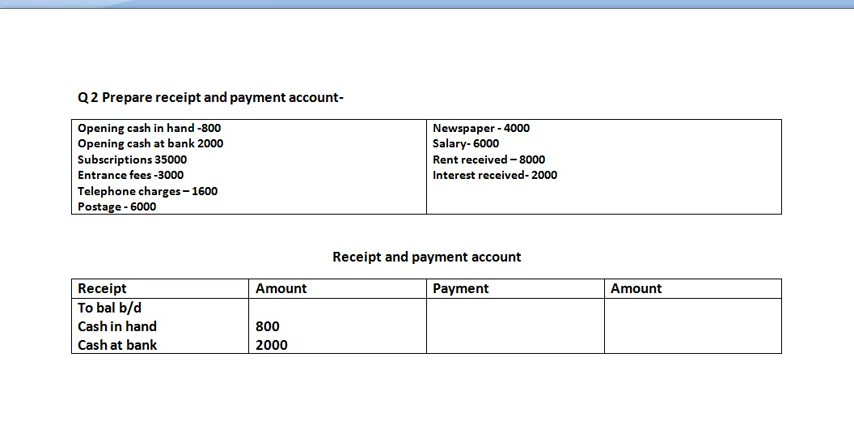 Q 2 Prepare receipt and payment account-
Opening cash in hand -800
Opening cash at bank 2000
Subscriptions 35000
Entrance fees -3000
Telephone charges – 1600
Postage - 6000
Newspaper - 4000
Salary- 6000
Rent received – 8000
Interest received- 2000
Receipt and payment account
Receipt Amount Payment Amount
To bal b/d
Cash in hand 800
Cash at bank 2000